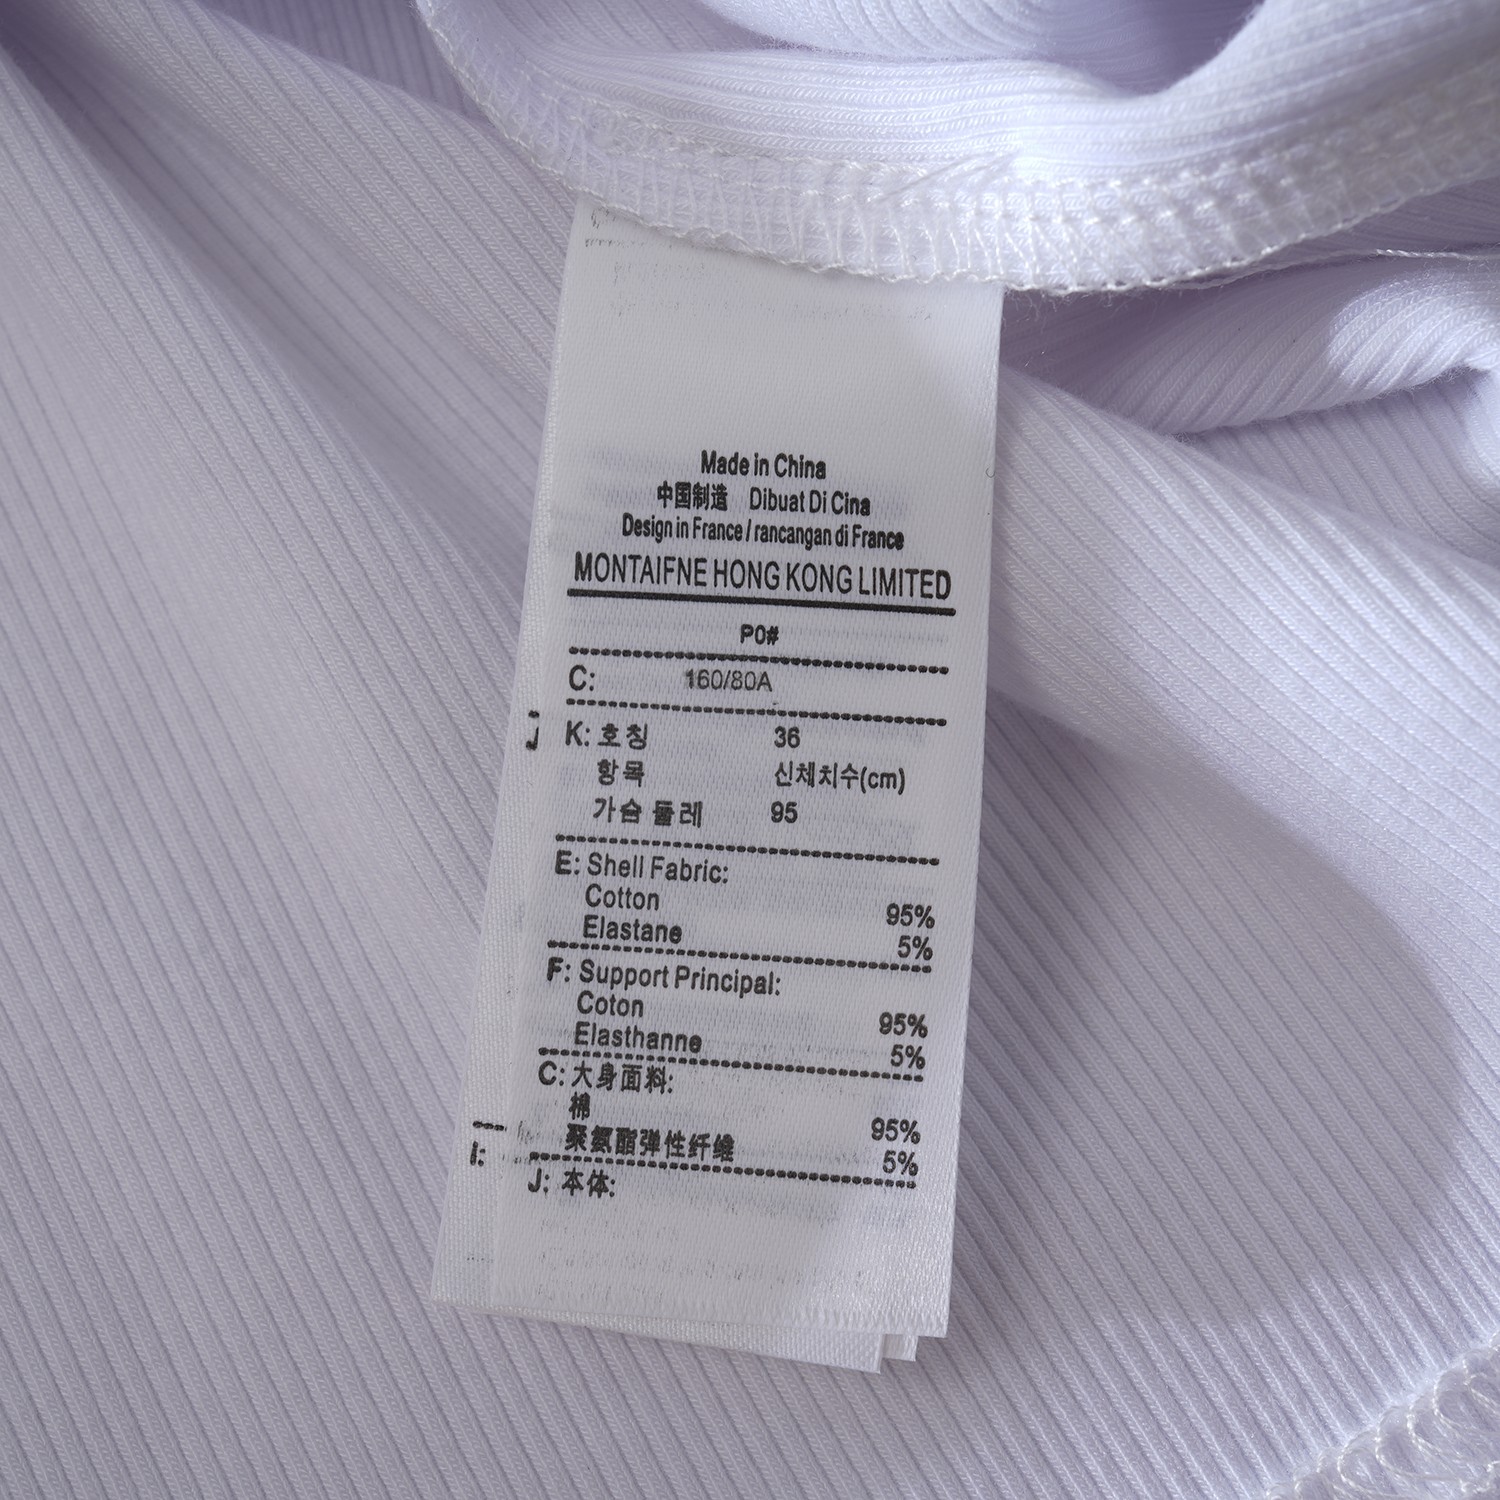 Made in China
中国制造 Dibuat Di Cina
Design in France / rancangan di France
MONTAIFNE HONG KONG LIMITED
P0#
C: 160/80A
J
K: 호칭 36
항목 신체치수(cm)
가슴 둘레 95
E: Shell Fabric:
Cotton 95%
Elastane 5%
F: Support Principal:
Coton 95%
Elasthanne 5%
C: 大身面料:
棉 95%
聚氨酯弹性纤维 5%
I:
J: 本体: